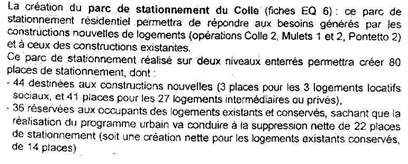 La création du parc de stationnement du Colle (fiches EQ 6) : ce parc de
stationnement résidentiel permettra de répondre aux besoins générés par les
constructions nouvelles de logements (opérations Colle 2, Mulets 1 et 2, Pontetto 2)
et à ceux des constructions existantes.
Ce parc de stationnement réalisé sur deux niveaux enterrés permettra créer 80
places de stationnement, dont :
- 44 destinées aux constructions nouvelles (3 places pour les 3 logements locatifs
sociaux, et 41 places pour les 27 logements intermédiaires ou privés),
- 36 réservées aux occupants des logements existants et conservés, sachant que la
réalisation du programme urbain va conduire à la suppression nette de 22 places
de stationnement (soit une création nette pour les logements existants conservés,
de 14 places)